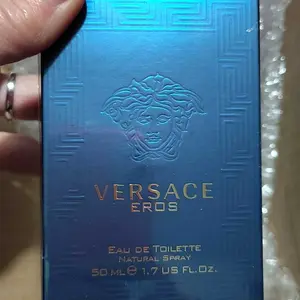 VERSACE
EROS
EAU DE TOILETTE
NATURAL SPRAY
50 ML ℮ 1.7 US FL.OZ.